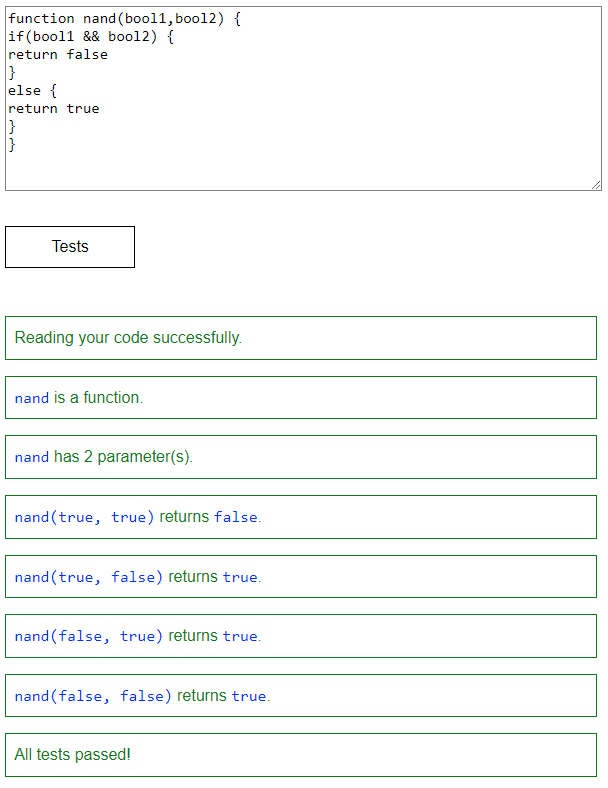 function nand(bool1,bool2) {
if(bool1 && bool2) {
return false
}
else {
return true
}
}
Tests
Reading your code successfully.
nand is a function.
nand has 2 parameter(s).
nand(true, true) returns false.
nand(true, false) returns true.
nand(false, true) returns true.
nand(false, false) returns true.
All tests passed!